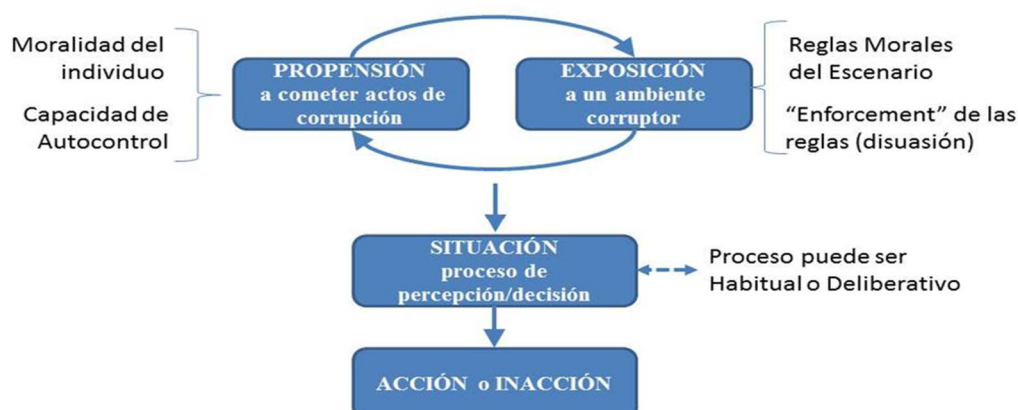 Moralidad del
individuo
Capacidad de
Autocontrol
PROPENSIÓN
a cometer actos de
corrupción
EXPOSICIÓN
a un ambiente
corruptor
Reglas Morales
del Escenario
“Enforcement” de las
reglas (disuasión)
SITUACIÓN
proceso de
percepción/decisión
Proceso puede ser
Habitual o Deliberativo
ACCIÓN o INACCIÓN